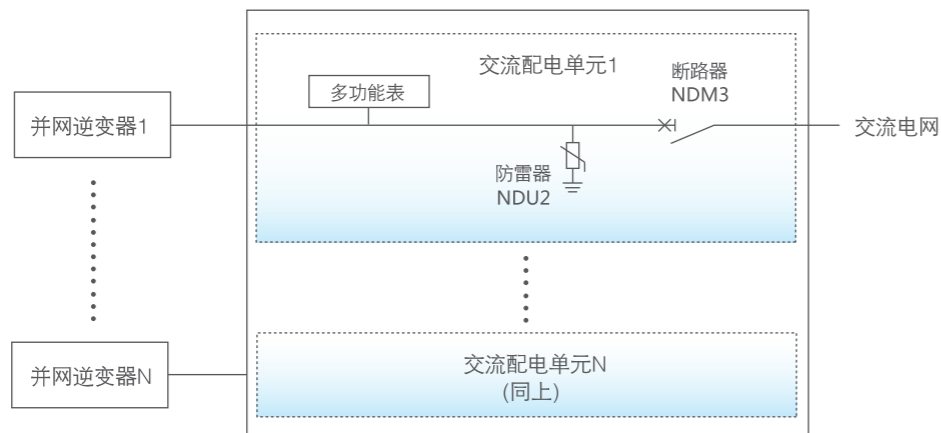 交流配电单元1
断路器
NDM3
多功能表
并网逆变器1
交流电网
防雷器
NDU2
并网逆变器N
交流配电单元N
(同上)